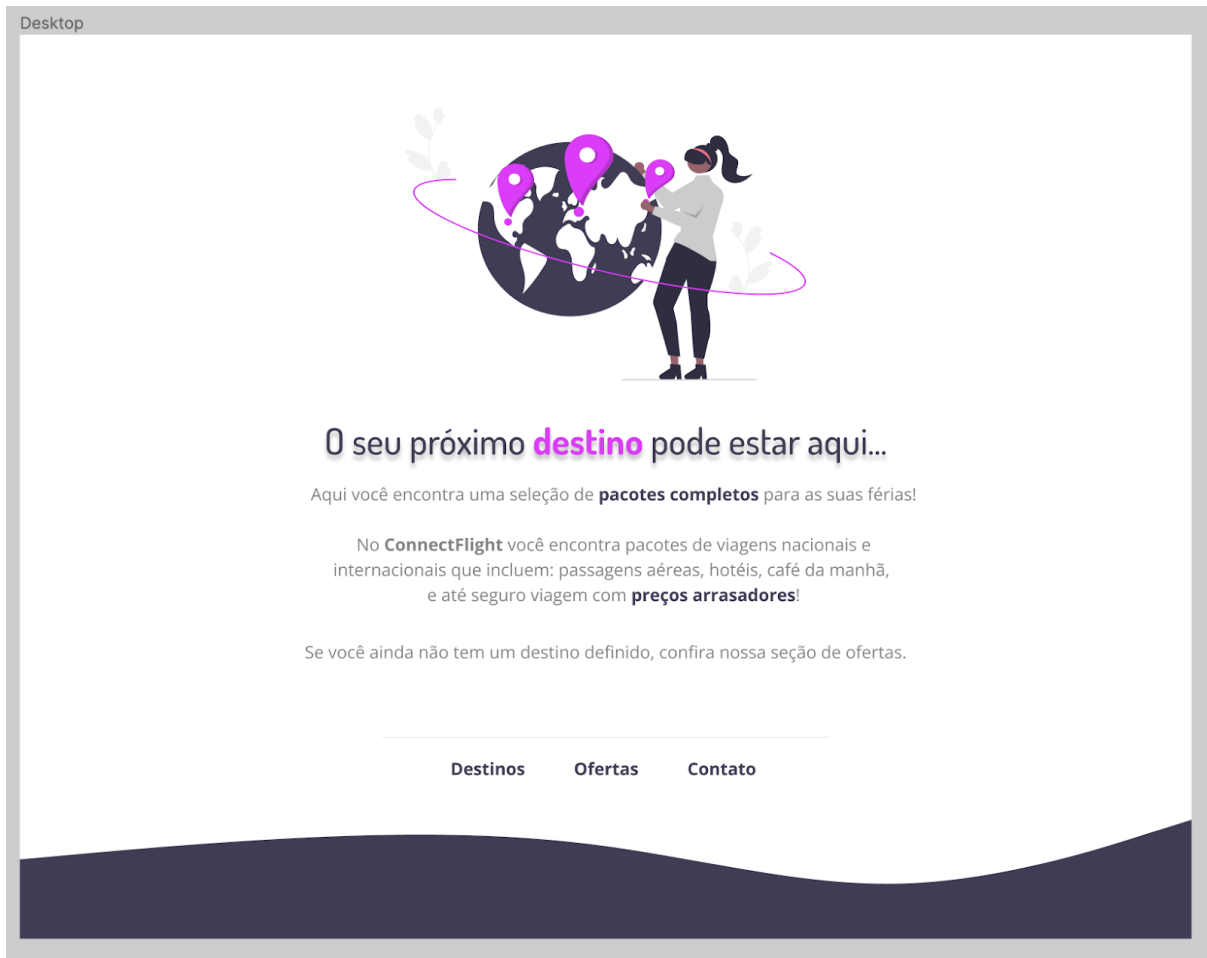 Desktop
O seu próximo destino pode estar aqui...
Aqui você encontra uma seleção de pacotes completos para as suas férias!
No ConnectFlight você encontra pacotes de viagens nacionais e
internacionais que incluem: passagens aéreas, hotéis, café da manhã,
e até seguro viagem com preços arrasadores!
Se você ainda não tem um destino definido, confira nossa seção de ofertas.
Destinos Ofertas Contato